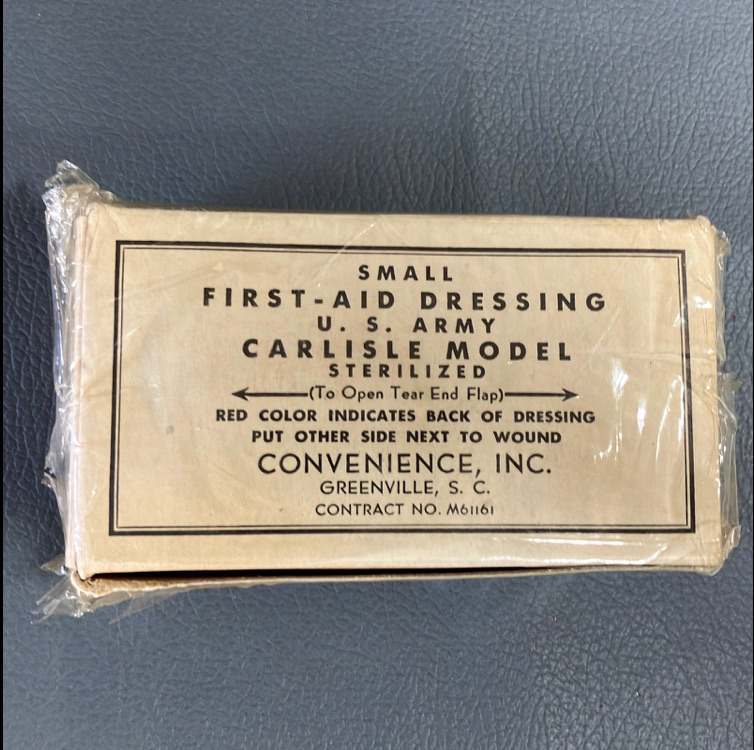 SMALL
FIRST-AID DRESSING
U. S. ARMY
CARLISLE MODEL
STERILIZED
(To Open Tear End Flap)
RED COLOR INDICATES BACK OF DRESSING
PUT OTHER SIDE NEXT TO WOUND
CONVENIENCE, INC.
GREENVILLE, S. C.
CONTRACT NO. M61161